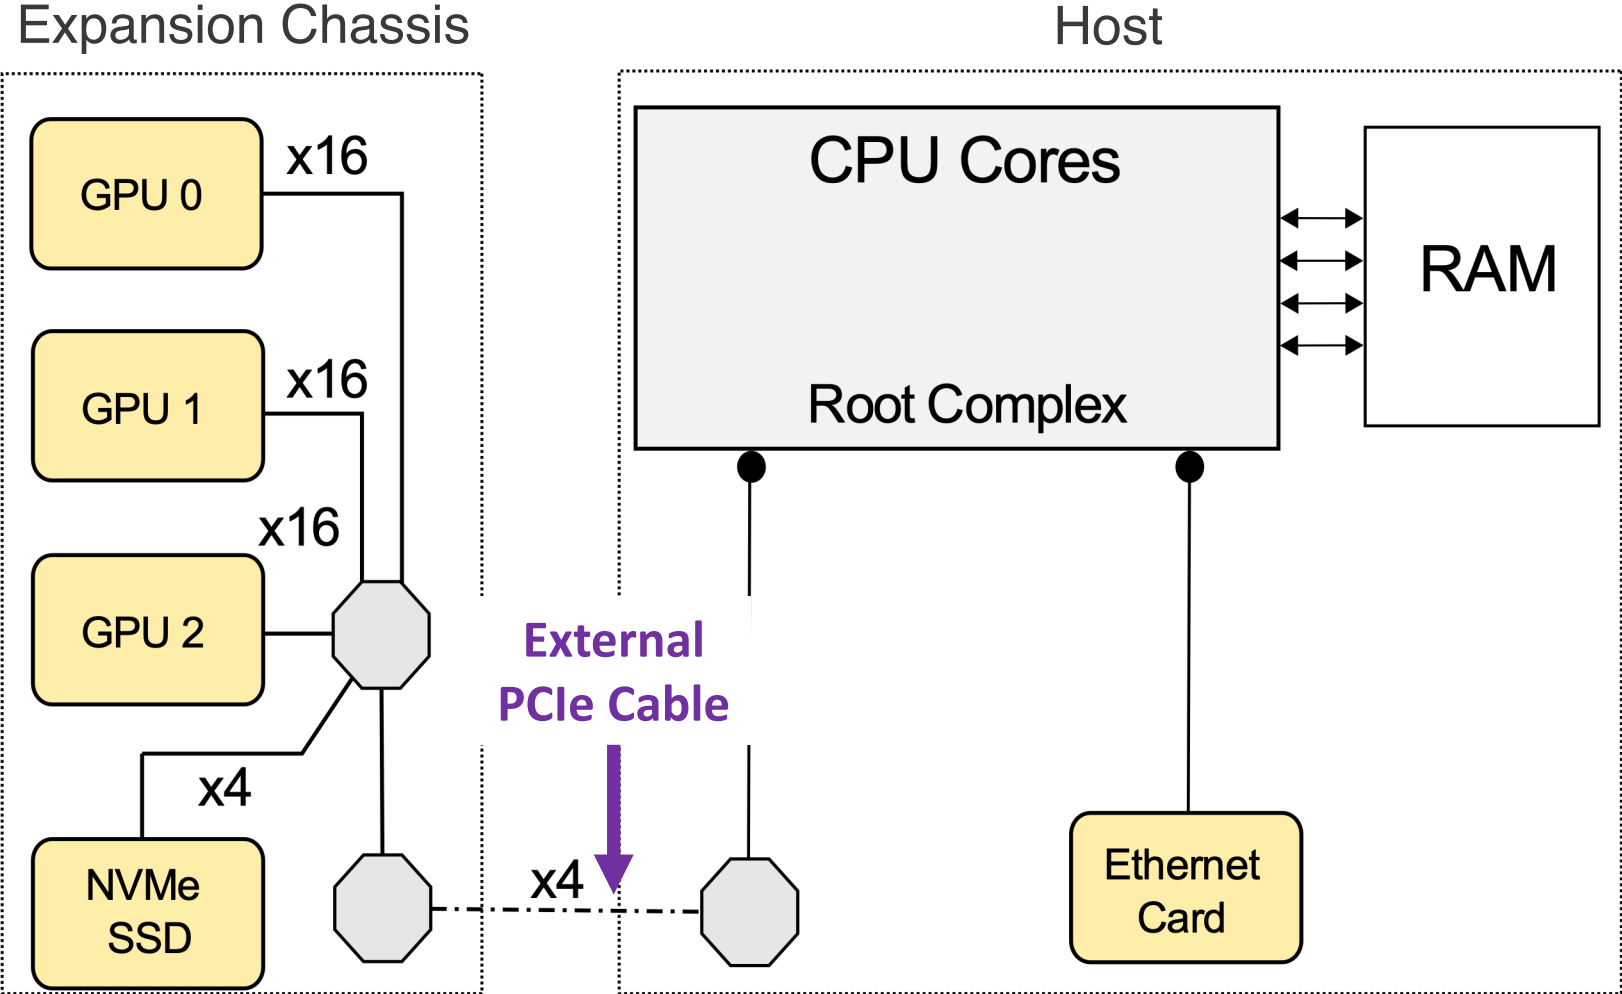 Expansion Chassis
Host
GPU 0
x16
GPU 1
x16
GPU 2
x16
x4
NVMe
SSD
CPU Cores
Root Complex
RAM
External
PCIe Cable
x4
Ethernet
Card